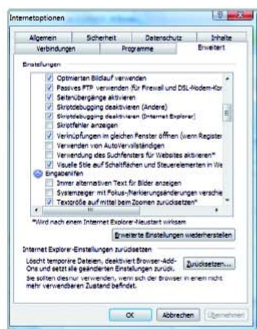 Internetoptionen
Allgemein Sicherheit Datenschutz Inhalte
Verbindungen Programme Erweitert
Einstellungen
Optimierten Bildlauf verwenden
Passives FTP verwenden (für Firewall und DSL-Modem-Kor
Seitenübergänge aktivieren
Skriptdebugging deaktivieren (Andere)
Skriptdebugging deaktivieren (Internet Explorer)
Skriptfehler anzeigen
Verknüpfungen im gleichen Fenster öffnen (wenn Register
Verwenden von AutoVervollständigen
Verwendung des Suchfensters für Websites aktivieren*
Visuelle Stile auf Schaltflächen und Steuerelementen in We
Eingabehilfen
Immer alternativen Text für Bilder anzeigen
Systemzeiger mit Fokus-/Markierungsänderungen verschie
Textgröße auf mittel beim Zoomen zurücksetzen*
*Wird nach einem Internet Explorer-Neustart wirksam
Erweiterte Einstellungen wiederherstellen
Internet Explorer-Einstellungen zurücksetzen
Löscht temporäre Dateien, deaktiviert Browser-Add-
Ons und setzt alle geänderten Einstellungen zurück.
Zurücksetzen...
Sie sollten dies nur verwenden, wenn sich der Browser in einem nicht
mehr verwendbaren Zustand befindet.
OK Abbrechen Übernehmen